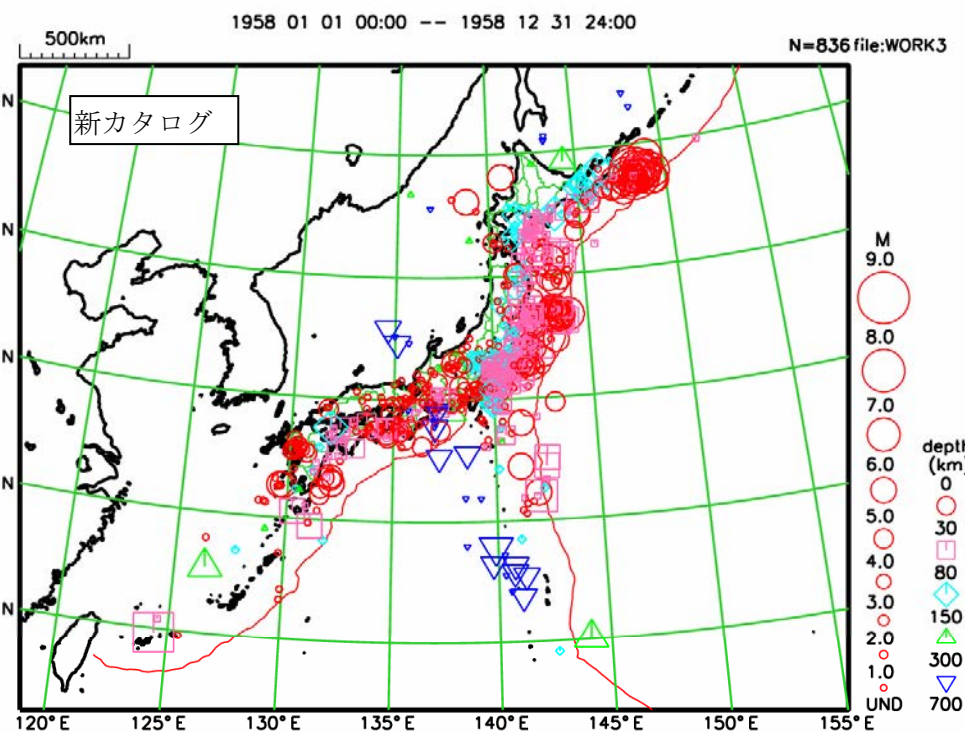 1958 01 01 00:00 -- 1958 12 31 24:00
500km
N=836 file:WORK3
新カタログ
N
N
N
N
N
M
9.0
8.0
7.0
6.0
5.0
4.0
3.0
2.0
1.0
UND
depth
(km)
0
30
80
150
300
700
120°E 125°E 130°E 135°E 140°E 145°E 150°E 155°E